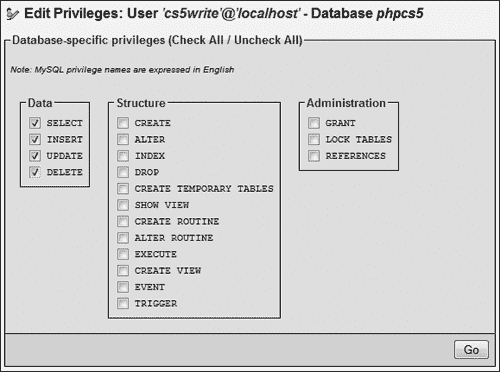 Edit Privileges: User 'cs5write'@'localhost' - Database phpcs5
Database-specific privileges (Check All / Uncheck All)
Note: MySQL privilege names are expressed in English
Data
SELECT
INSERT
UPDATE
DELETE
Structure
CREATE
ALTER
INDEX
DROP
CREATE TEMPORARY TABLES
SHOW VIEW
CREATE ROUTINE
ALTER ROUTINE
EXECUTE
CREATE VIEW
EVENT
TRIGGER
Administration
GRANT
LOCK TABLES
REFERENCES
Go